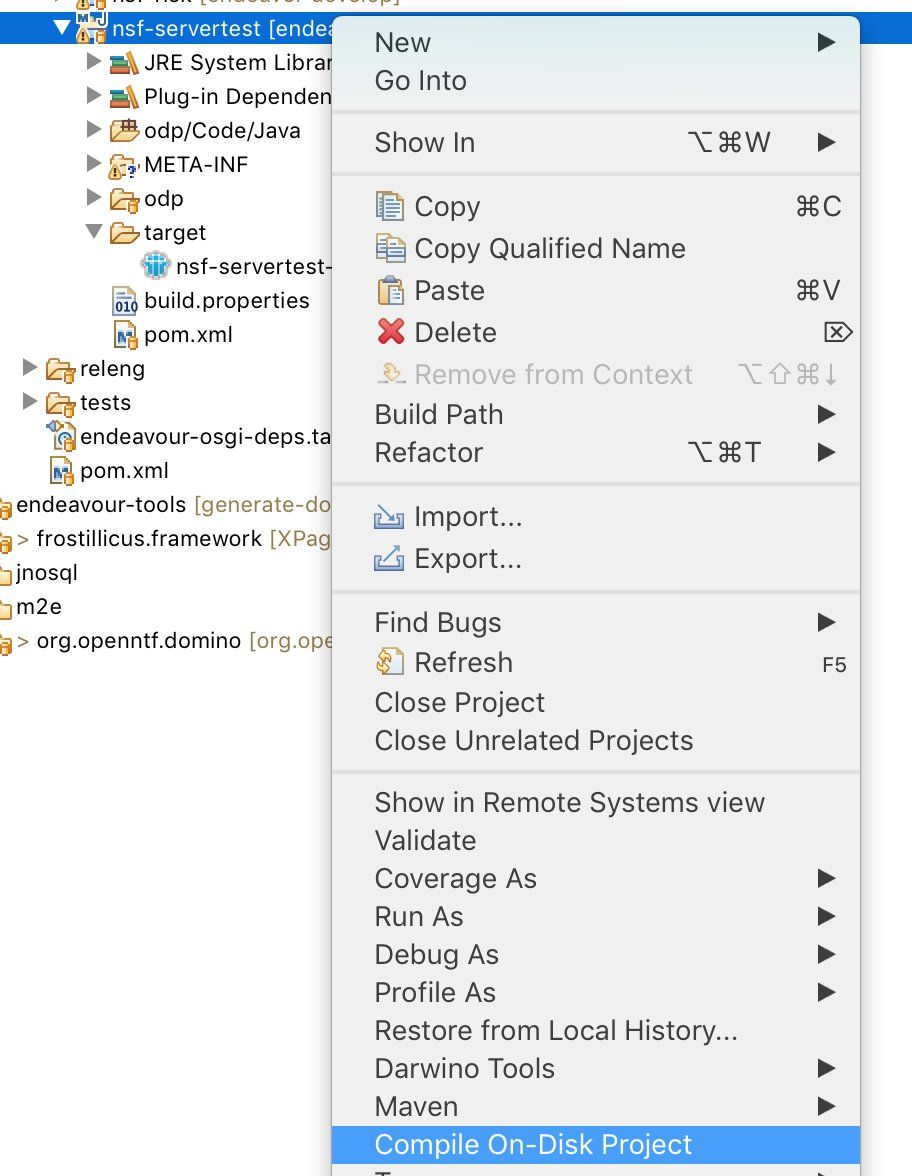 nsf-servertest [endea
JRE System Librar
Plug-in Dependen
odp/Code/Java
META-INF
odp
target
nsf-servertest-
build.properties
pom.xml
releng
tests
endeavour-osgi-deps.ta
pom.xml
endeavour-tools [generate-do
> frostillicus.framework [XPag
jnosql
m2e
> org.openntf.domino [org.ope
New
Go Into
Show In ⌥⌘W
Copy ⌘C
Copy Qualified Name
Paste ⌘V
Delete ⌦
Remove from Context ⌥⇧⌘↓
Build Path
Refactor ⌥⌘T
Import...
Export...
Find Bugs
Refresh F5
Close Project
Close Unrelated Projects
Show in Remote Systems view
Validate
Coverage As
Run As
Debug As
Profile As
Restore from Local History...
Darwino Tools
Maven
Compile On-Disk Project